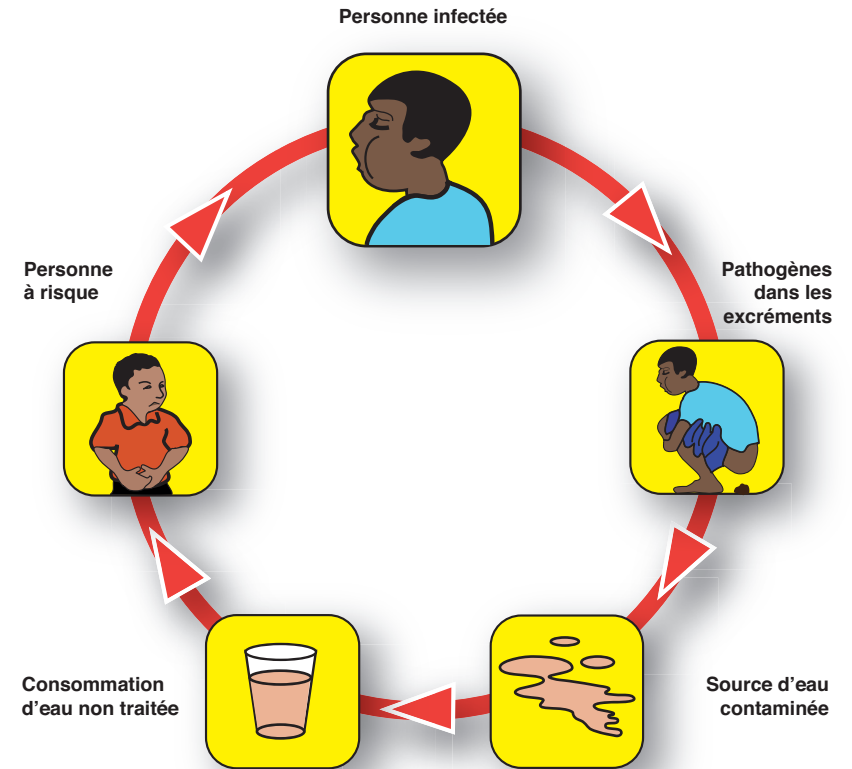 Personne infectée
Pathogènes
dans les
excréments
Source d'eau
contaminée
Consommation
d'eau non traitée
Personne
à risque